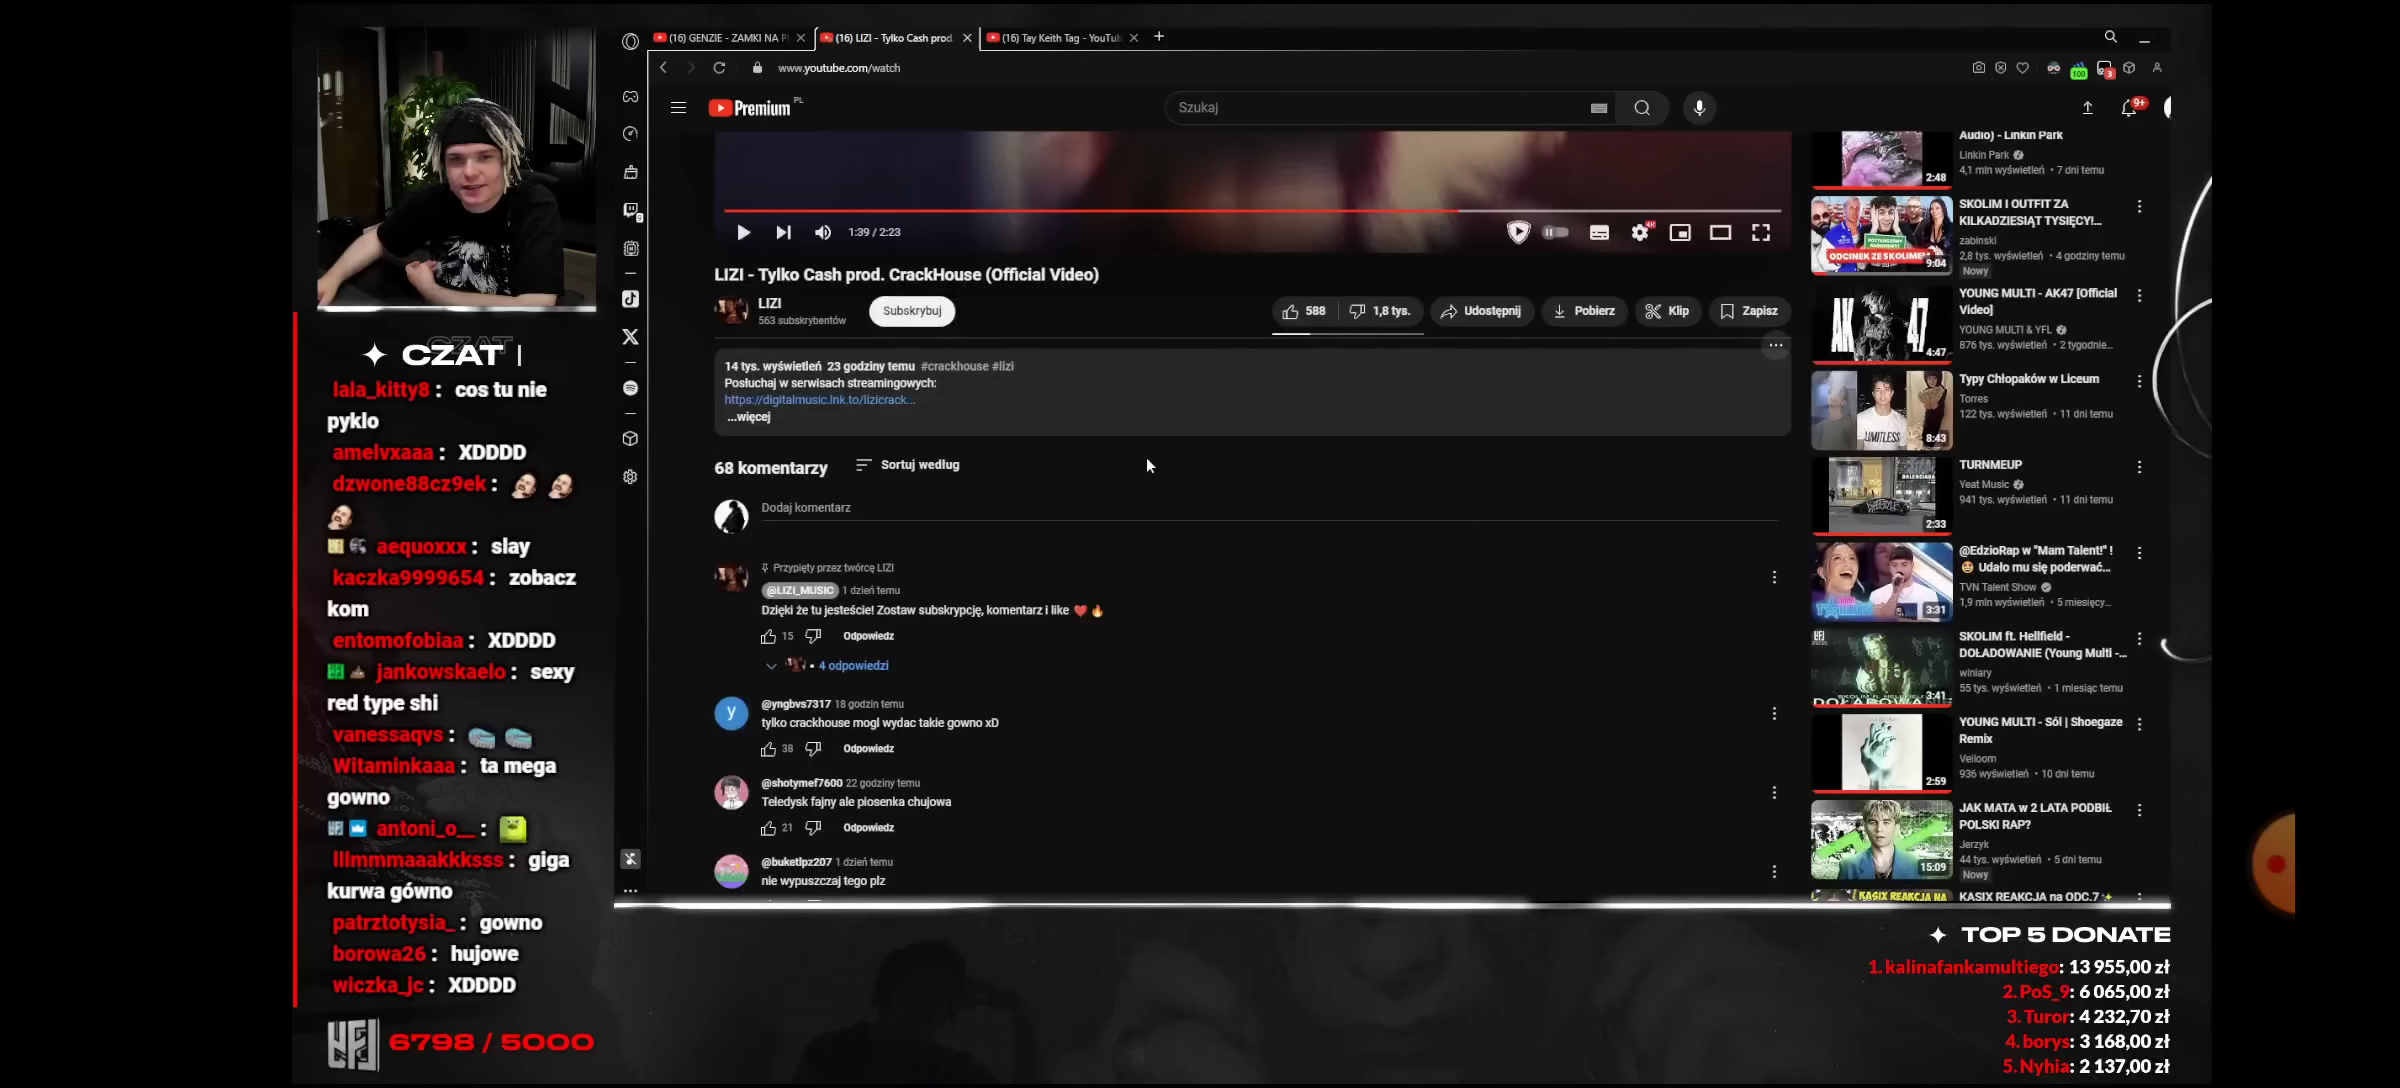 (16) GENZIE - ZAMKI NA P
(16) LIZI - Tylko Cash prod.
(16) Tay Keith Tag - YouTub
www.youtube.com/watch
100
3
Premium PL
Szukaj
9+
1:39 / 2:23
LIZI - Tylko Cash prod. CrackHouse (Official Video)
LIZI
563 subskrybentów
Subskrybuj
588
1,8 tys.
Udostępnij
Pobierz
Klip
Zapisz
14 tys. wyświetleń 23 godziny temu #crackhouse #lizi
Posłuchaj w serwisach streamingowych:
https://digitalmusic.lnk.to/lizicrack...
...więcej
68 komentarzy
Sortuj według
Dodaj komentarz
Przypięty przez twórcę LIZI
@LIZI_MUSIC 1 dzień temu
Dzięki że tu jesteście! Zostaw subskrypcję, komentarz i like ❤️ 🔥
15
Odpowiedz
• 4 odpowiedzi
y
@yngbvs7317 18 godzin temu
tylko crackhouse mogl wydac takie gowno xD
38
Odpowiedz
@shotymef7600 22 godziny temu
Teledysk fajny ale piosenka chujowa
21
Odpowiedz
@buketlpz207 1 dzień temu
nie wypuszczaj tego plz
Audio) - Linkin Park
Linkin Park
4,1 mln wyświetleń • 7 dni temu
2:48
SKOLIM I OUTFIT ZA
KILKADZIESIĄT TYSIĘCY!...
zabinski
2,8 tys. wyświetleń • 4 godziny temu
Nowy
ODCINEK ZE SKOLIMEM
9:04
YOUNG MULTI - AK47 [Official
Video]
YOUNG MULTI & YFL
876 tys. wyświetleń • 2 tygodnie...
AK 47
4:47
Typy Chłopaków w Liceum
Torres
122 tys. wyświetleń • 11 dni temu
LIMITLESS
8:43
TURNMEUP
Yeat Music
941 tys. wyświetleń • 11 dni temu
BALENCIAGA
2:33
@EdzioRap w "Mam Talent!" !
Udało mu się poderwać...
TVN Talent Show
1,9 mln wyświetleń • 5 miesięcy...
3:31
SKOLIM ft. Hellfield -
DOŁADOWANIE (Young Multi -...
winiary
55 tys. wyświetleń • 1 miesiąc temu
3:41
YOUNG MULTI - Sól | Shoegaze
Remix
Veiloom
936 wyświetleń • 10 dni temu
2:59
JAK MATA w 2 LATA PODBIŁ
POLSKI RAP?
Jerzyk
44 tys. wyświetleń • 5 dni temu
Nowy
15:09
KASIX REAKCJA NA
KASIX REAKCJA na ODC.7
CZAT |
lala_kitty8 : cos tu nie
pyklo
amelvxaaa : XDDDD
dzwone88cz9ek :
aequoxxx : slay
kaczka9999654 : zobacz
kom
entomofobiaa : XDDDD
jankowskaelo : sexy
red type shi
vanessaqvs :
Witaminkaaa : ta mega
gowno
antoni_o__ :
lllmmmaaakkksss : giga
kurwa gówno
patrztotysia_ : gowno
borowa26 : hujowe
wiczka_jc : XDDDD
6798 / 5000
TOP 5 DONATE
1. kalinafankamultiego: 13 955,00 zł
2. PoS_9: 6 065,00 zł
3. Turor: 4 232,70 zł
4. borys: 3 168,00 zł
5. Nyhia: 2 137,00 zł